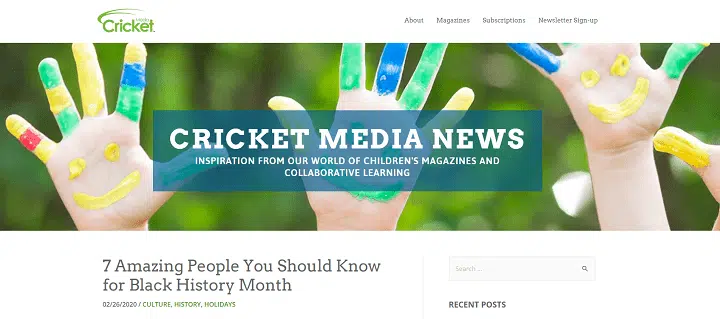 Cricket Media
About Magazines Subscriptions Newsletter Sign-up
CRICKET MEDIA NEWS
INSPIRATION FROM OUR WORLD OF CHILDREN'S MAGAZINES AND
COLLABORATIVE LEARNING
7 Amazing People You Should Know
for Black History Month
02/26/2020 / CULTURE, HISTORY, HOLIDAYS
Search ...
RECENT POSTS